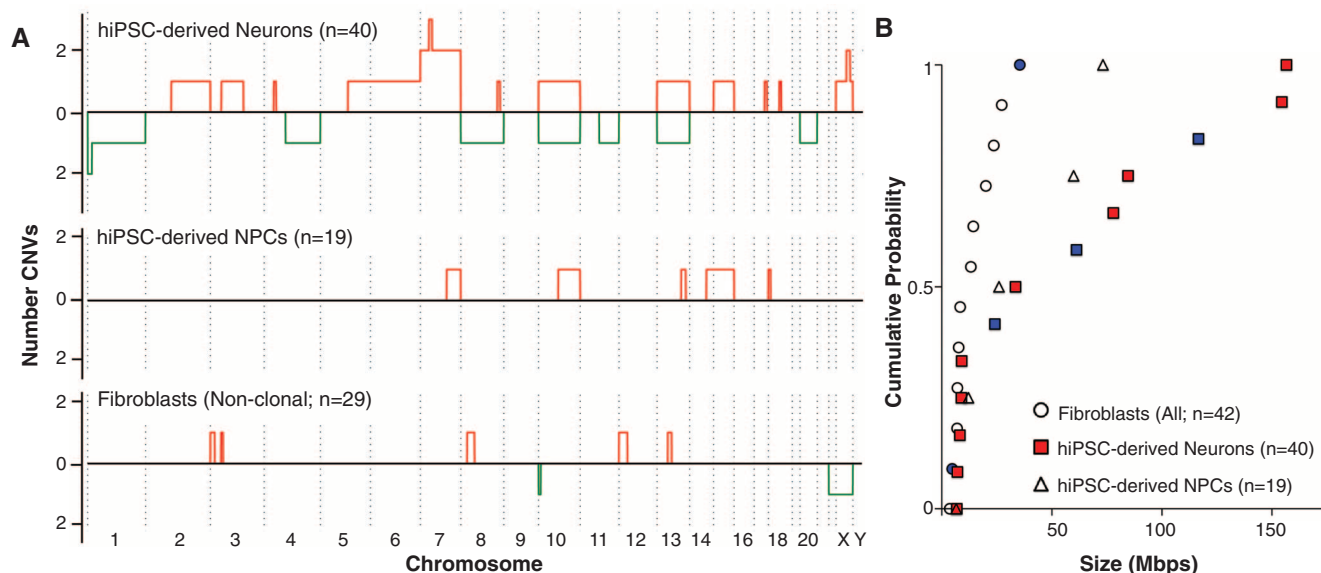 A
hiPSC-derived Neurons (n=40)
2
0
2
hiPSC-derived NPCs (n=19)
2
0
2
Fibroblasts (Non-clonal; n=29)
2
0
2
Number CNVs
1 2 3 4 5 6 7 8 9 10 11 12 13 14 16 18 20 X Y
Chromosome
B
1
0.5
0
Cumulative Probability
Fibroblasts (All; n=42)
hiPSC-derived Neurons (n=40)
hiPSC-derived NPCs (n=19)
50 100 150
Size (Mbps)